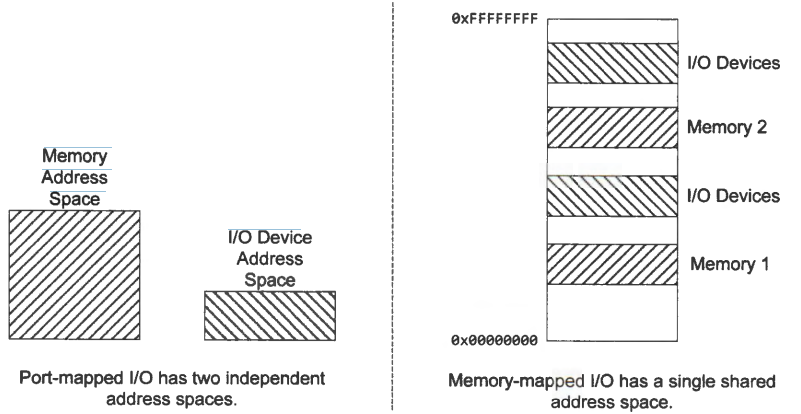 Memory
Address
Space
I/O Device
Address
Space
Port-mapped I/O has two independent
address spaces.
0xFFFFFFFF
I/O Devices
Memory 2
I/O Devices
Memory 1
0x00000000
Memory-mapped I/O has a single shared
address space.